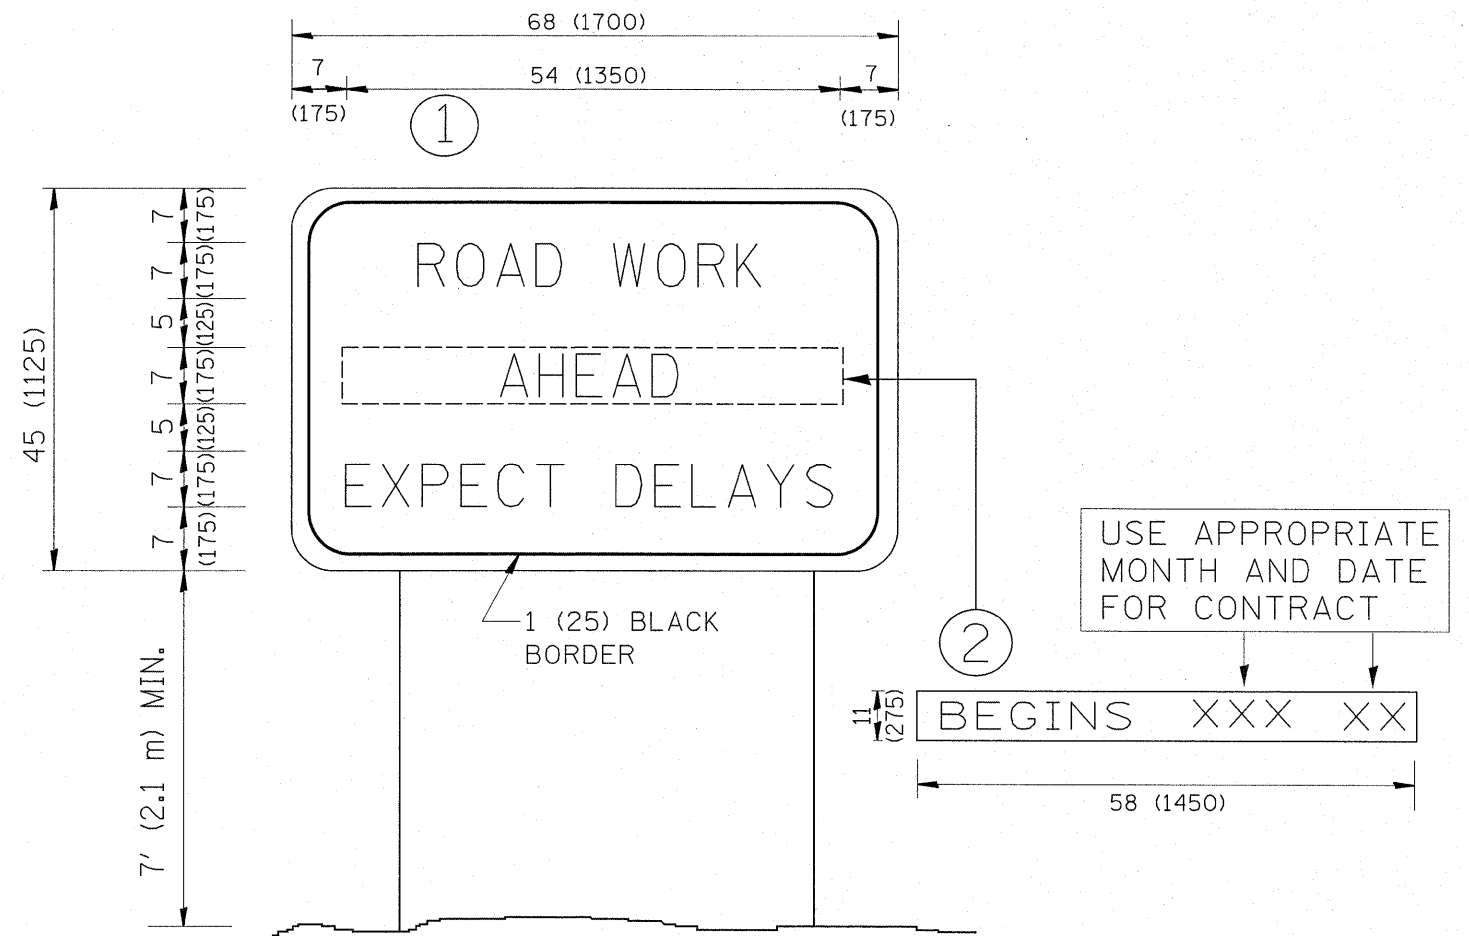 68 (1700)
7
54 (1350)
7
(175)
(175)
1
45 (1125)
7 (175)
7 (175)
5 (125)
7 (175)
5 (125)
7 (175)
7 (175)
ROAD WORK
AHEAD
EXPECT DELAYS
1 (25) BLACK
BORDER
7' (2.1 m) MIN.
2
USE APPROPRIATE
MONTH AND DATE
FOR CONTRACT
11
(275)
BEGINS XXX XX
58 (1450)